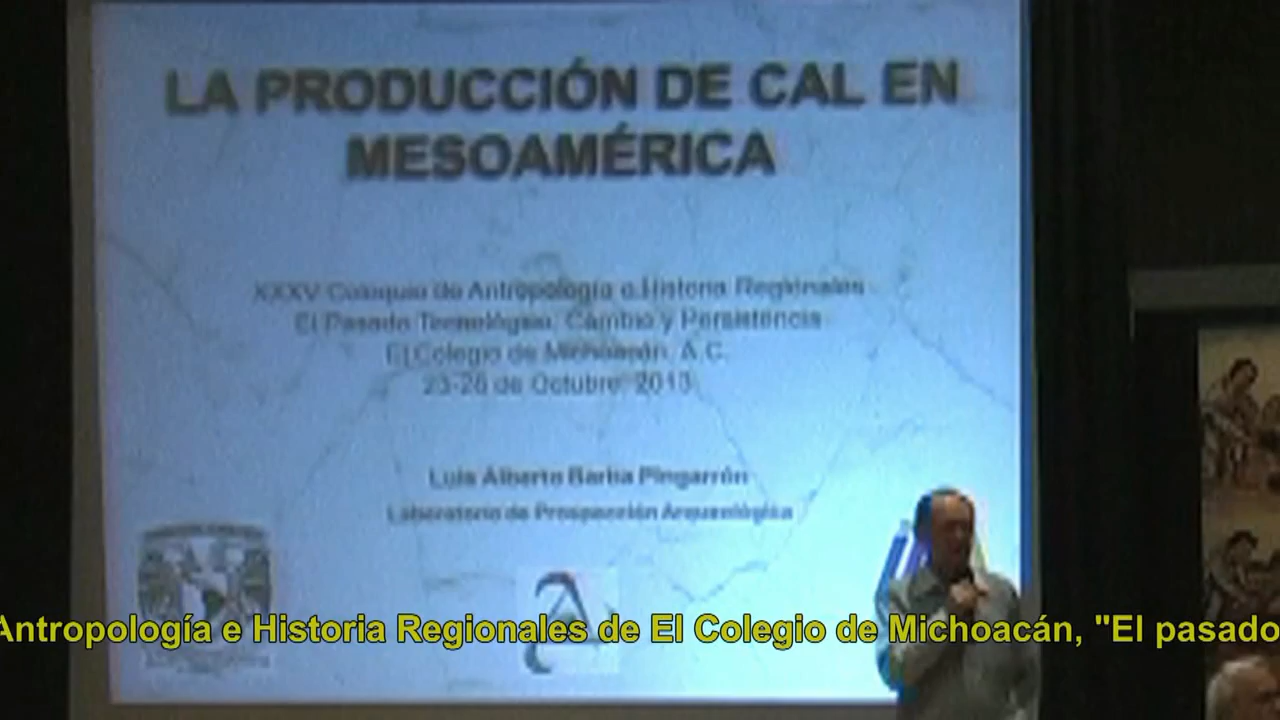 LA PRODUCCIÓN DE CAL EN
MESOAMÉRICA
XXXV Coloquio de Antropología e Historia Regionales
El Pasado Tecnológico, Cambio y Persistencia
El Colegio de Michoacán, A.C.
de Octubre 2013
Luis Alberto Barba Pingarrón
Laboratorio de Prospección Arqueológica
Antropología e Historia Regionales de El Colegio de Michoacán, "El pasado